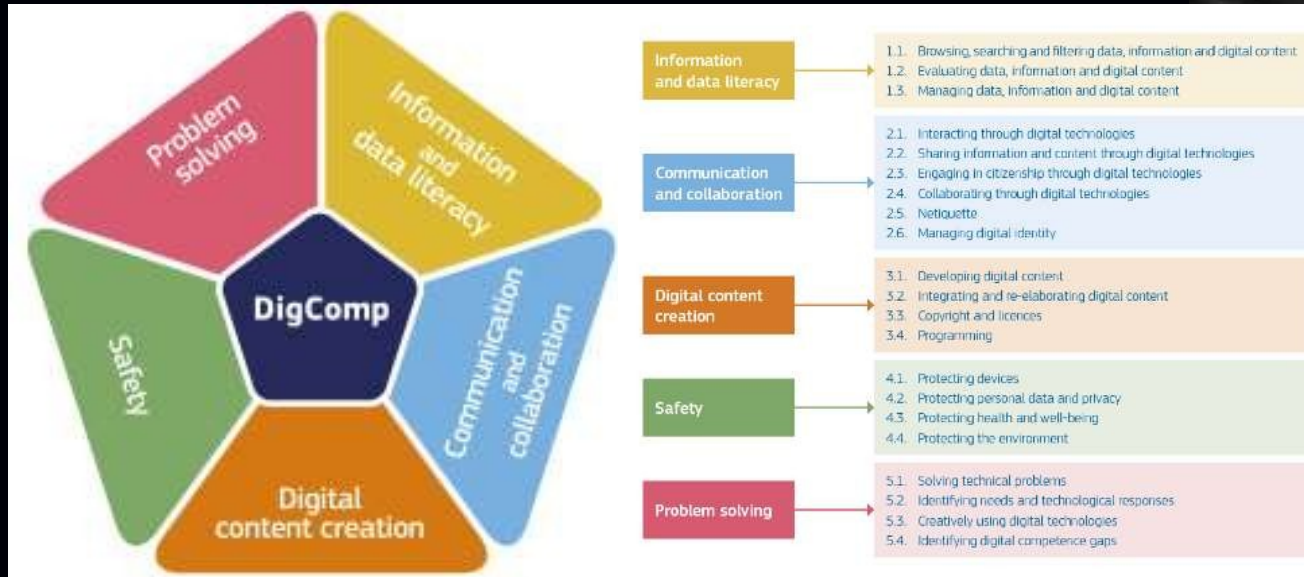 Problem
solving
Information
and
data literacy
Safety
DigComp
Communication
and
collaboration
Digital
content creation
Information
and data literacy
1.1. Browsing, searching and filtering data, information and digital content
1.2. Evaluating data, information and digital content
1.3. Managing data, information and digital content
Communication
and collaboration
2.1. Interacting through digital technologies
2.2. Sharing information and content through digital technologies
2.3. Engaging in citizenship through digital technologies
2.4. Collaborating through digital technologies
2.5. Netiquette
2.6. Managing digital identity
Digital content
creation
3.1. Developing digital content
3.2. Integrating and re-elaborating digital content
3.3. Copyright and licences
3.4. Programming
Safety
4.1. Protecting devices
4.2. Protecting personal data and privacy
4.3. Protecting health and well-being
4.4. Protecting the environment
Problem solving
5.1. Solving technical problems
5.2. Identifying needs and technological responses
5.3. Creatively using digital technologies
5.4. Identifying digital competence gaps